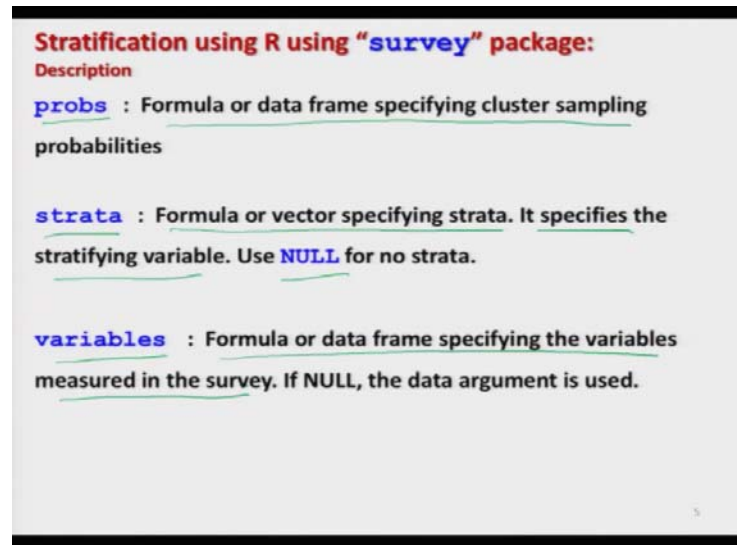 Stratification using R using “survey” package:
Description
probs : Formula or data frame specifying cluster sampling
probabilities
strata : Formula or vector specifying strata. It specifies the
stratifying variable. Use NULL for no strata.
variables : Formula or data frame specifying the variables
measured in the survey. If NULL, the data argument is used.
5